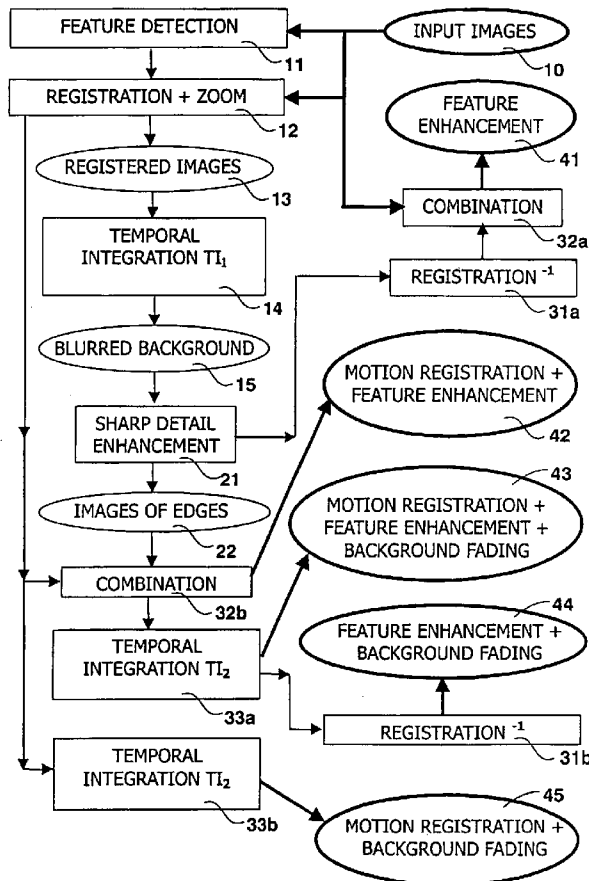 FEATURE DETECTION
11
INPUT IMAGES
10
REGISTRATION + ZOOM
12
FEATURE
ENHANCEMENT
41
REGISTERED IMAGES
13
COMBINATION
32a
TEMPORAL
INTEGRATION TI₁
14
REGISTRATION ⁻¹
31a
BLURRED BACKGROUND
15
MOTION REGISTRATION +
FEATURE ENHANCEMENT
42
SHARP DETAIL
ENHANCEMENT
21
43
MOTION REGISTRATION +
FEATURE ENHANCEMENT +
BACKGROUND FADING
IMAGES OF EDGES
22
COMBINATION
32b
44
FEATURE ENHANCEMENT +
BACKGROUND FADING
TEMPORAL
INTEGRATION TI₂
33a
REGISTRATION ⁻¹
31b
TEMPORAL
INTEGRATION TI₂
33b
45
MOTION REGISTRATION +
BACKGROUND FADING